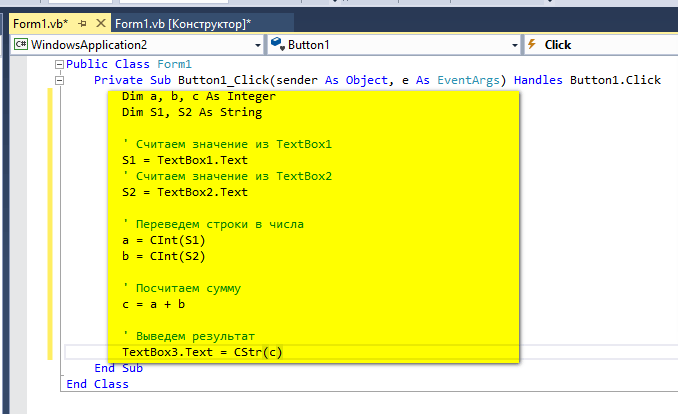 Form1.vb* Form1.vb [Конструктор]*
C# WindowsApplication2 Button1 Click
Public Class Form1
Private Sub Button1_Click(sender As Object, e As EventArgs) Handles Button1.Click
Dim a, b, c As Integer
Dim S1, S2 As String
' Считаем значение из TextBox1
S1 = TextBox1.Text
' Считаем значение из TextBox2
S2 = TextBox2.Text
' Переведем строки в числа
a = CInt(S1)
b = CInt(S2)
' Посчитаем сумму
c = a + b
' Выведем результат
TextBox3.Text = CStr(c)
End Sub
End Class